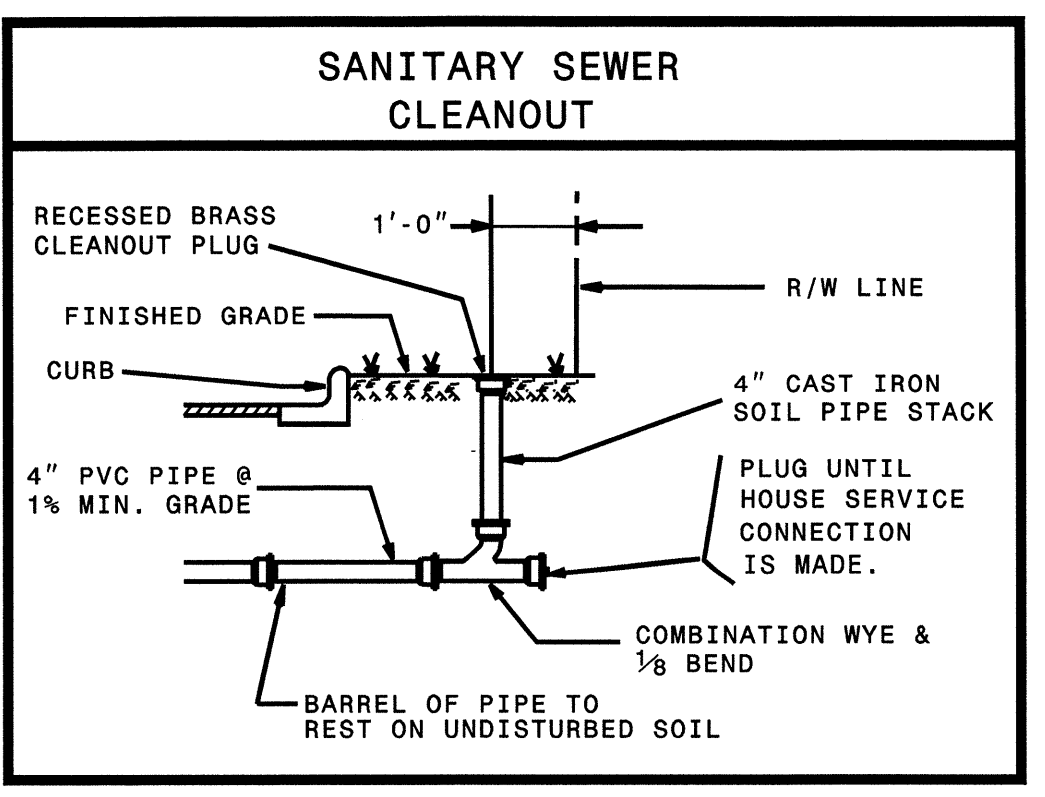 SANITARY SEWER
CLEANOUT
RECESSED BRASS
CLEANOUT PLUG
1'-0"
R/W LINE
FINISHED GRADE
CURB
4" CAST IRON
SOIL PIPE STACK
4" PVC PIPE @
1% MIN. GRADE
PLUG UNTIL
HOUSE SERVICE
CONNECTION
IS MADE.
COMBINATION WYE &
1/8 BEND
BARREL OF PIPE TO
REST ON UNDISTURBED SOIL